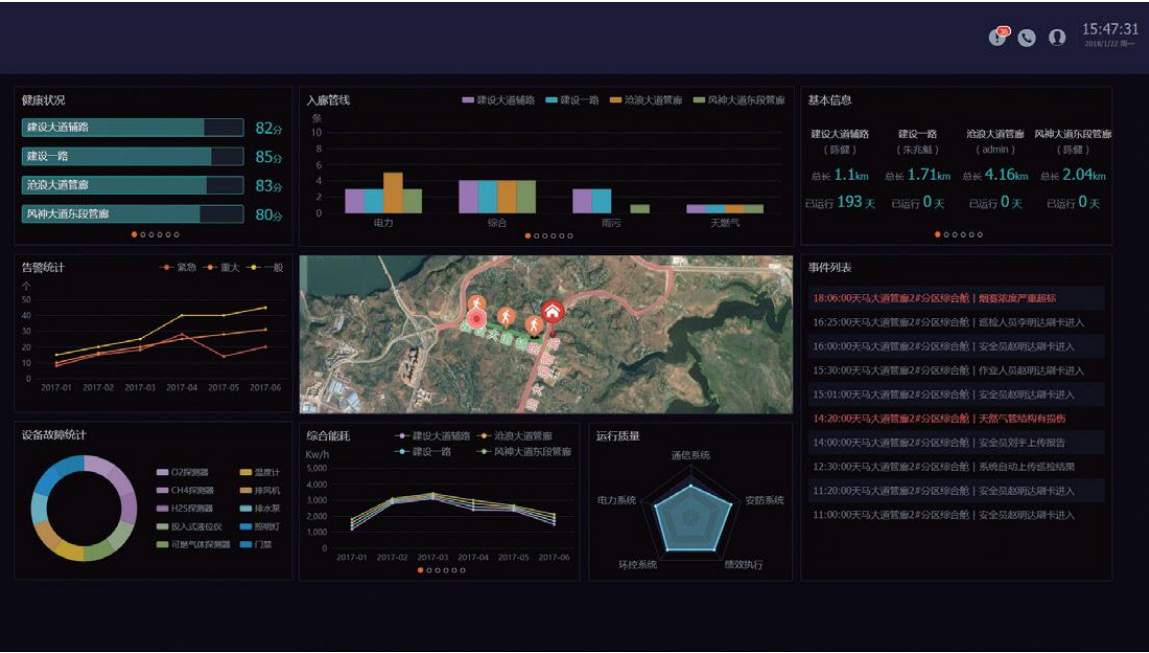 15:47:31
2018/1/22 周一
健康状况
建设大道辅路 82分
建设一路 85分
沧浪大道管廊 83分
风神大道东段管廊 80分
入廊管线
建设大道辅路 建设一路 沧浪大道管廊 风神大道东段管廊
条
10
8
6
4
2
0
电力 综合 雨污 天燃气
基本信息
建设大道辅路 建设一路 沧浪大道管廊 风神大道东段管廊
(陈健) (朱兆魁) (admin) (陈健)
总长 1.1km 总长 1.71km 总长 4.16km 总长 2.04km
已运行 193 天 已运行 0 天 已运行 0 天 已运行 0 天
告警统计
紧急 重大 一般
个
50
40
30
20
10
0
2017-01 2017-02 2017-03 2017-04 2017-05 2017-06
事件列表
18:06:00天马大道管廊2#分区综合舱 | 烟雾浓度严重超标
16:25:00天马大道管廊2#分区综合舱 | 巡检人员李明达刷卡进入
16:00:00天马大道管廊2#分区综合舱 | 安全员赵明达刷卡进入
15:30:00天马大道管廊2#分区综合舱 | 作业人员赵明达刷卡进入
15:01:00天马大道管廊2#分区综合舱 | 安全员赵明达刷卡进入
14:20:00天马大道管廊2#分区综合舱 | 天然气管结构有损伤
14:00:00天马大道管廊2#分区综合舱 | 安全员刘宇上传报告
12:30:00天马大道管廊2#分区综合舱 | 系统自动上传巡检结果
11:20:00天马大道管廊2#分区综合舱 | 安全员赵明达刷卡进入
11:00:00天马大道管廊2#分区综合舱 | 安全员赵明达刷卡进入
设备故障统计
O2探测器 温度计
CH4探测器 排风机
H2S探测器 排水泵
投入式液位仪 照明灯
可燃气体探测器 门禁
综合能耗
建设大道辅路 沧浪大道管廊
建设一路 风神大道东段管廊
Kw/h
5,000
4,000
3,000
2,000
1,000
0
2017-01 2017-02 2017-03 2017-04 2017-05 2017-06
运行质量
通信系统
电力系统 安防系统
环控系统 绩效执行